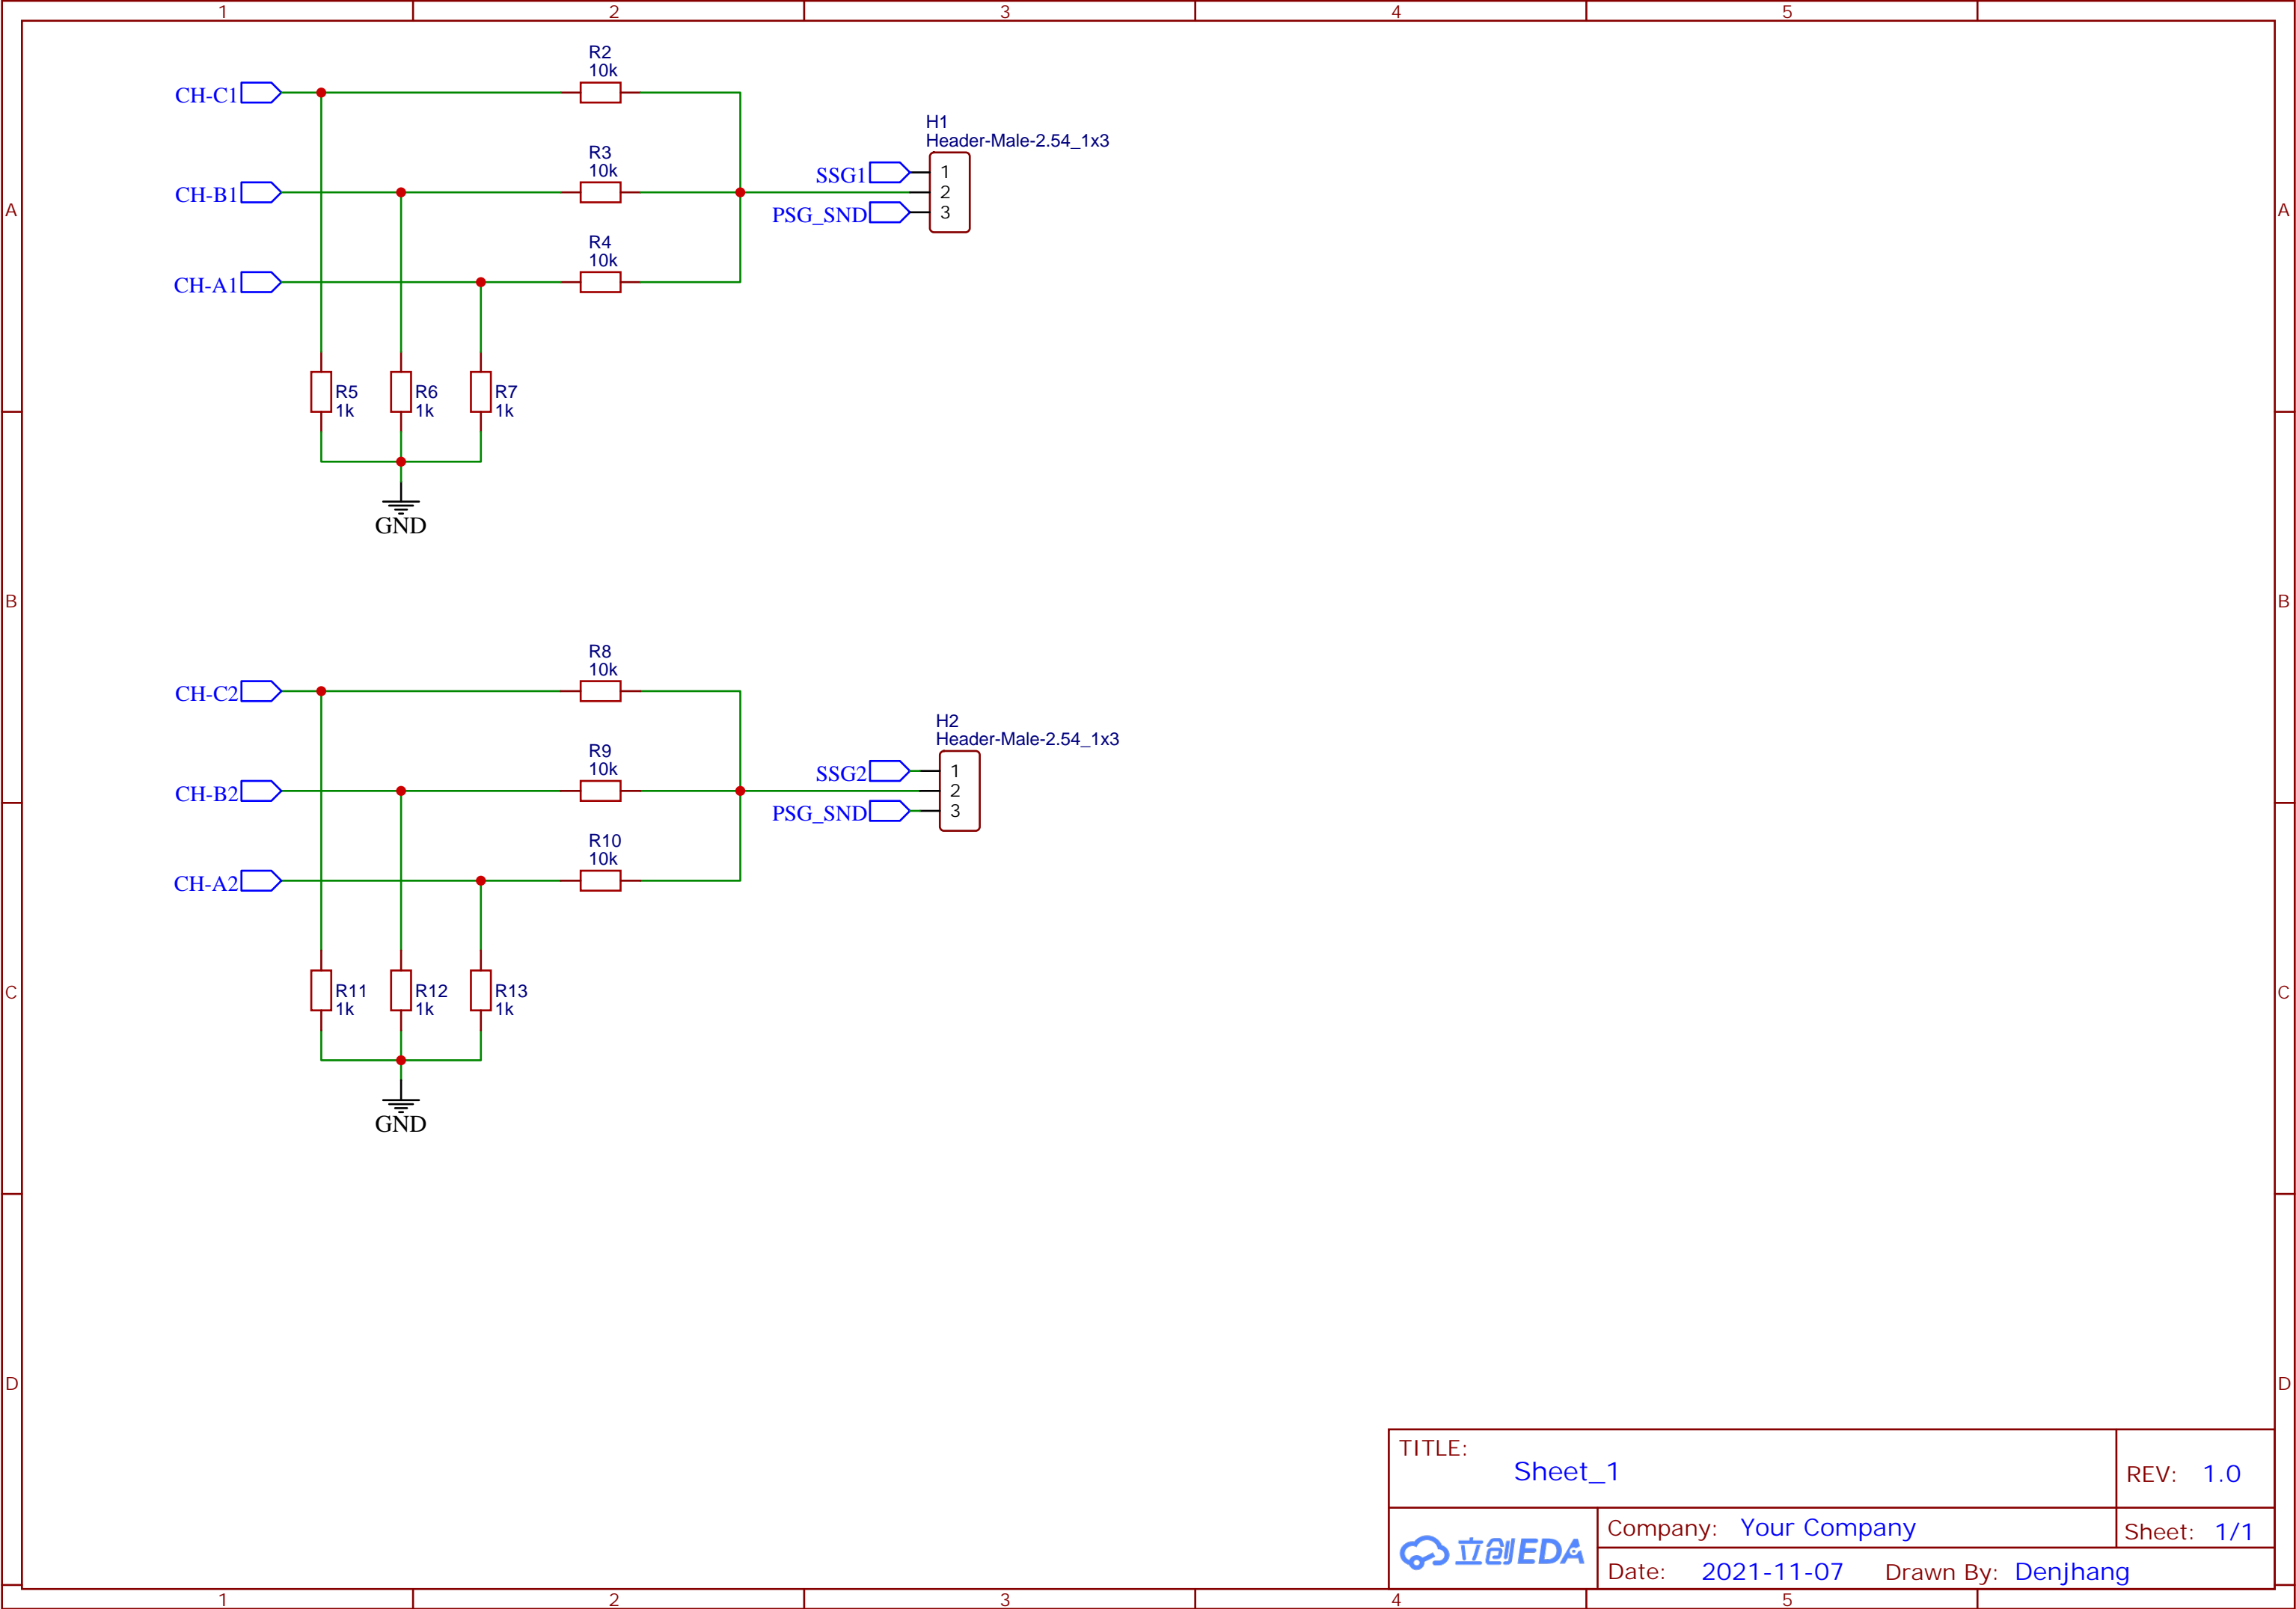 1 2 3 4 5
R2
10k
CH-C1
H1
Header-Male-2.54_1x3
R3
10k
SSG1
1
CH-B1
2
A
A
PSG_SND
3
R4
10k
CH-A1
R5
1k
R6
1k
R7
1k
GND
B
B
R8
10k
CH-C2
H2
Header-Male-2.54_1x3
R9
10k
SSG2
1
CH-B2
2
PSG_SND
3
R10
10k
CH-A2
R11
1k
R12
1k
R13
1k
C
C
GND
D
D
TITLE:
Sheet_1
REV: 1.0
立创EDA
Company: Your Company
Sheet: 1/1
Date: 2021-11-07 Drawn By: Denjhang
1 2 3 4 5